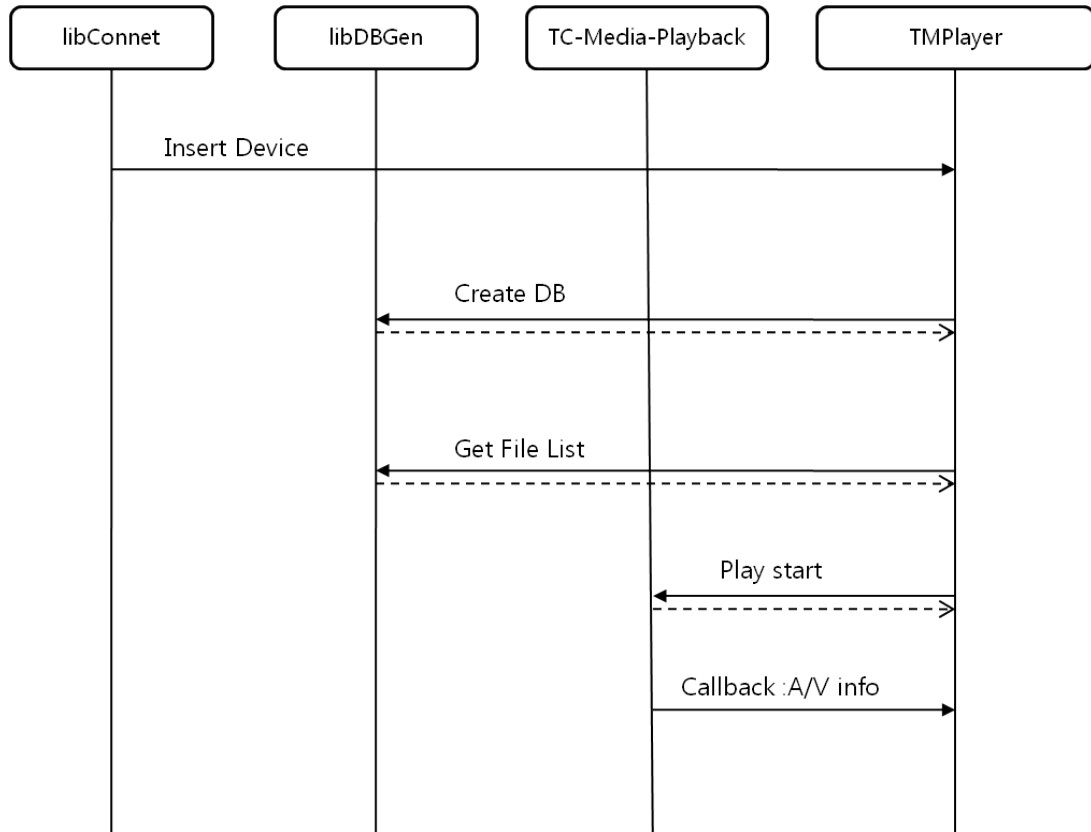 libConnet
libDBGen
TC-Media-Playback
TMPlayer
Insert Device
Create DB
Get File List
Play start
Callback :A/V info